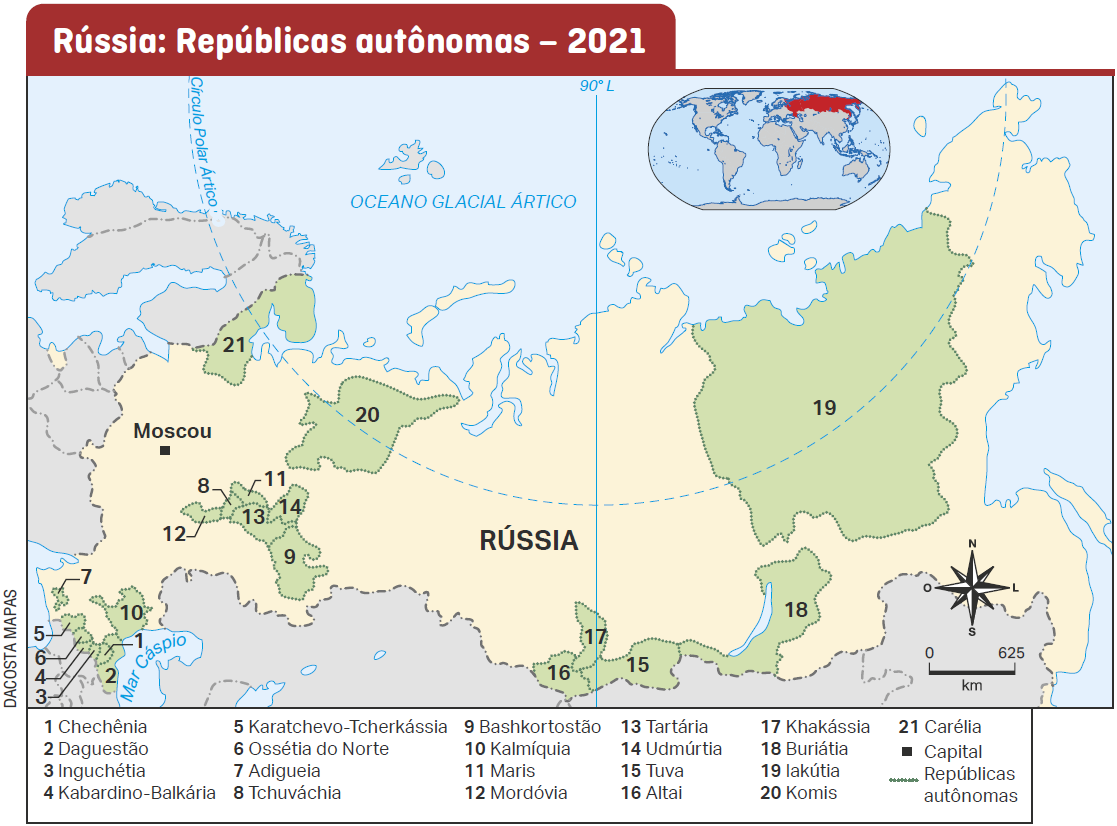 Rússia: Repúblicas autônomas – 2021
90° L
Círculo Polar Ártico
OCEANO GLACIAL ÁRTICO
21
20
19
Moscou
8
11
14
13
12
9
RÚSSIA
7
10
5
1
6
4
2
3
Mar Cáspio
17
16
15
18
N
O
L
S
0 625
km
DACOSTA MAPAS
1 Chechênia
2 Daguestão
3 Inguchétia
4 Kabardino-Balkária
5 Karatchevo-Tcherkássia
6 Ossétia do Norte
7 Adigueia
8 Tchuváchia
9 Bashkortostão
10 Kalmíquia
11 Maris
12 Mordóvia
13 Tartária
14 Udmúrtia
15 Tuva
16 Altai
17 Khakássia
18 Buriátia
19 Iakútia
20 Komis
21 Carélia
Capital
Repúblicas
autônomas